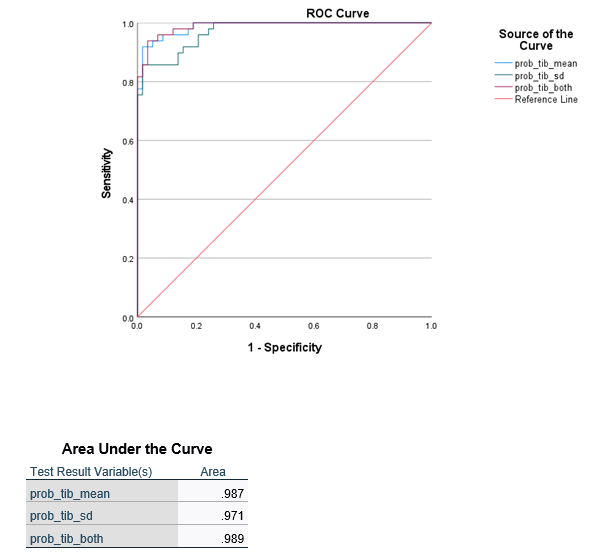 ROC Curve
Source of the
Curve
prob_tib_mean
prob_tib_sd
prob_tib_both
Reference Line
Sensitivity
1.0
0.8
0.6
0.4
0.2
0.0
0.0 0.2 0.4 0.6 0.8 1.0
1 - Specificity
Area Under the Curve
Test Result Variable(s) Area
prob_tib_mean .987
prob_tib_sd .971
prob_tib_both .989